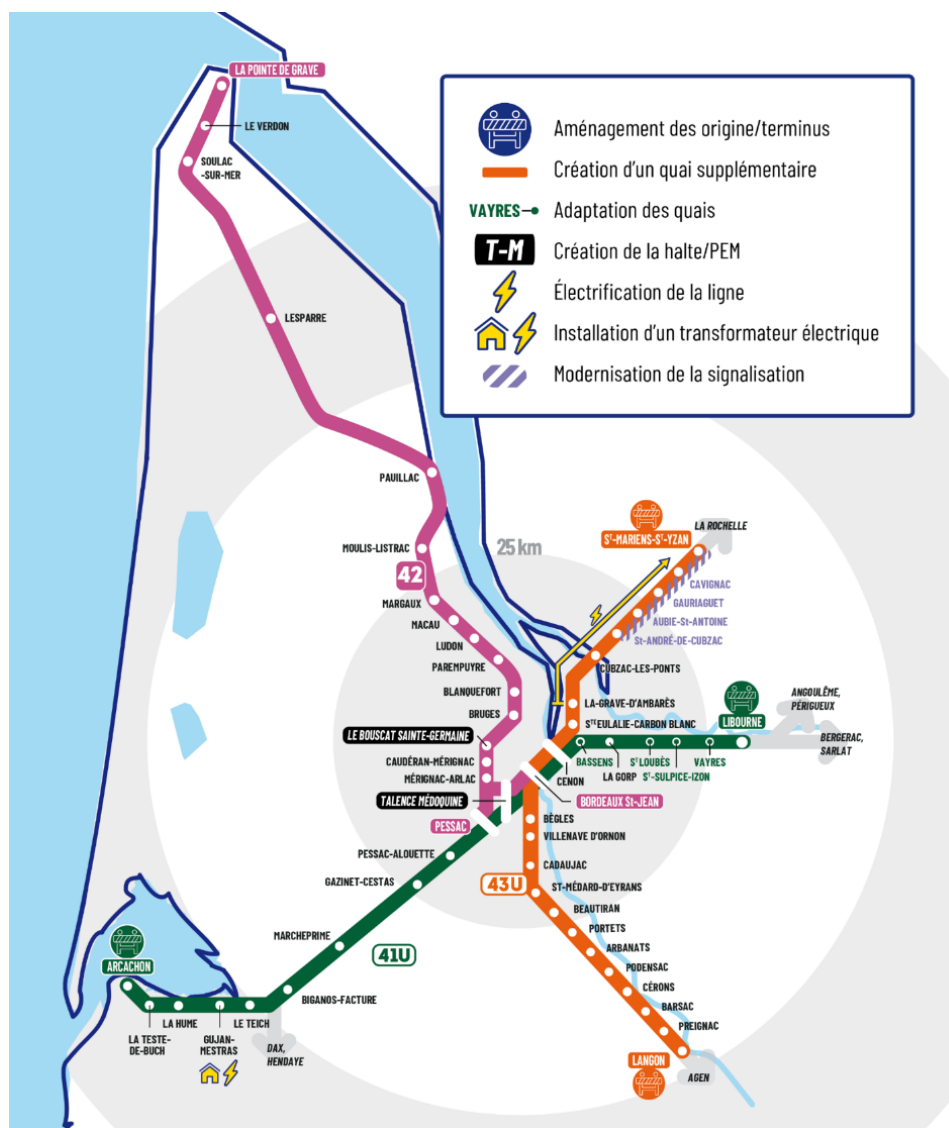 LA POINTE DE GRAVE
LE VERDON
SOULAC
-SUR-MER
LESPARRE
PAUILLAC
MOULIS-LISTRAC
42
MARGAUX
MACAU
LUDON
PAREMPUYRE
BLANQUEFORT
BRUGES
LE BOUSCAT SAINTE-GERMAINE
CAUDÉRAN-MÉRIGNAC
MÉRIGNAC-ARLAC
TALENCE MÉDOQUINE
PESSAC
PESSAC-ALOUETTE
GAZINET-CESTAS
MARCHEPRIME
41U
BIGANOS-FACTURE
ARCACHON
LA TESTE-
DE-BUCH
LA HUME
GUJAN-
MESTRAS
LE TEICH
DAX,
HENDAYE
Aménagement des origine/terminus
Création d'un quai supplémentaire
VAYRES
Adaptation des quais
T-M
Création de la halte/PEM
Électrification de la ligne
Installation d'un transformateur électrique
Modernisation de la signalisation
25 km
LA ROCHELLE
ST-MARIENS-ST-YZAN
CAVIGNAC
GAURIAGUET
AUBIE-St-ANTOINE
St-ANDRÉ-DE-CUBZAC
CUBZAC-LES-PONTS
LA-GRAVE-D'AMBARÈS
STE EULALIE-CARBON BLANC
ANGOULÊME,
PÉRIGUEUX
LIBOURNE
BERGERAC,
SARLAT
BASSENS
LA GORP
ST LOUBÈS
ST-SULPICE-IZON
VAYRES
CENON
BORDEAUX St-JEAN
BÈGLES
VILLENAVE D'ORNON
CADAUJAC
43U
ST-MÉDARD-D'EYRANS
BEAUTIRAN
PORTETS
ARBANATS
PODENSAC
CÉRONS
BARSAC
PREIGNAC
LANGON
AGEN